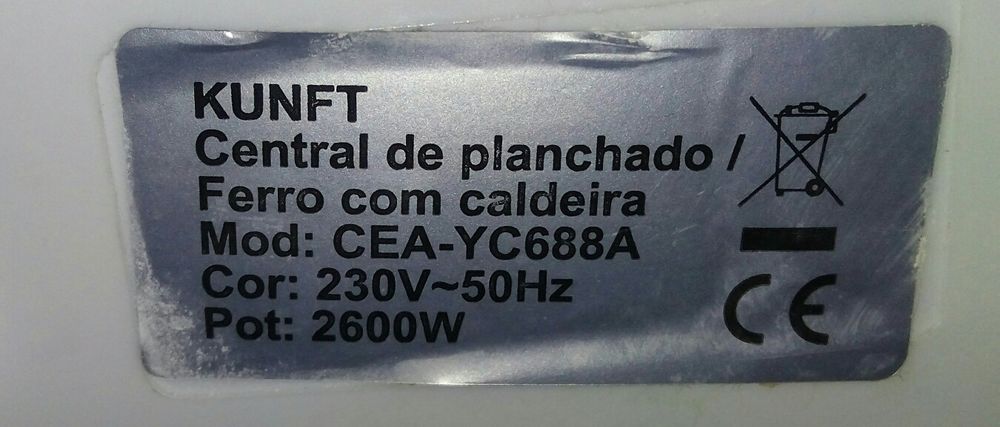 KUNFT
Central de planchado /
Ferro com caldeira
Mod: CEA-YC688A
Cor: 230V~50Hz
Pot: 2600W
CE